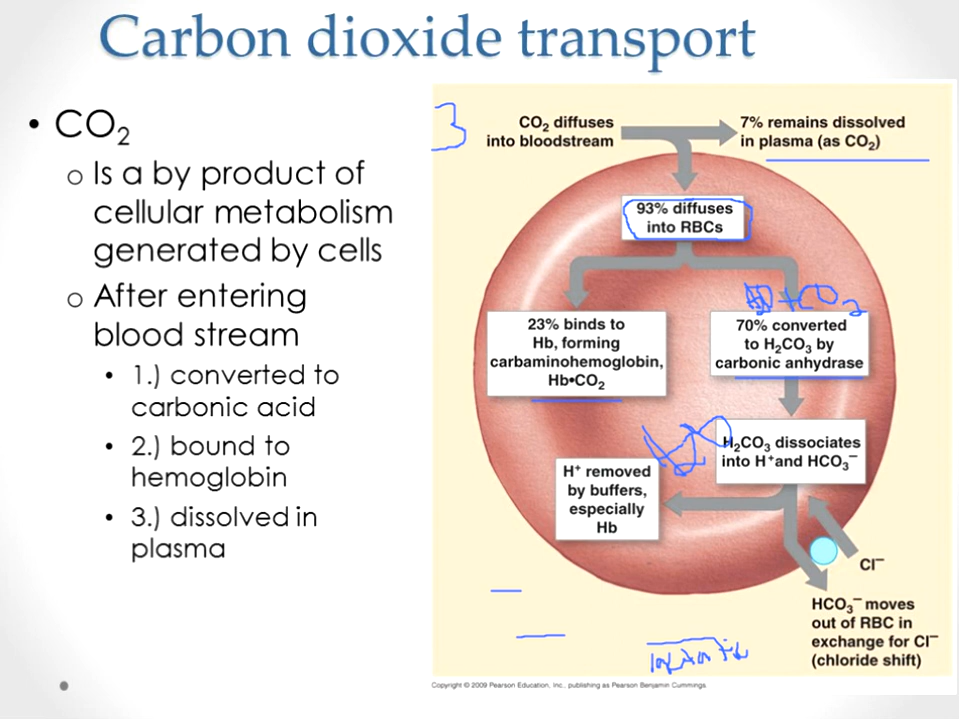 Carbon dioxide transport
• CO₂
o Is a by product of
cellular metabolism
generated by cells
o After entering
blood stream
• 1.) converted to
carbonic acid
• 2.) bound to
hemoglobin
• 3.) dissolved in
plasma
3
CO₂ diffuses
into bloodstream
7% remains dissolved
in plasma (as CO₂)
93% diffuses
into RBCs
+CO₂
23% binds to
Hb, forming
carbaminohemoglobin,
Hb•CO₂
70% converted
to H₂CO₃ by
carbonic anhydrase
H₂CO₃ dissociates
into H⁺and HCO₃⁻
H⁺ removed
by buffers,
especially
Hb
Cl⁻
HCO₃⁻ moves
out of RBC in
exchange for Cl⁻
(chloride shift)
Copyright © 2009 Pearson Education, Inc., publishing as Pearson Benjamin Cummings